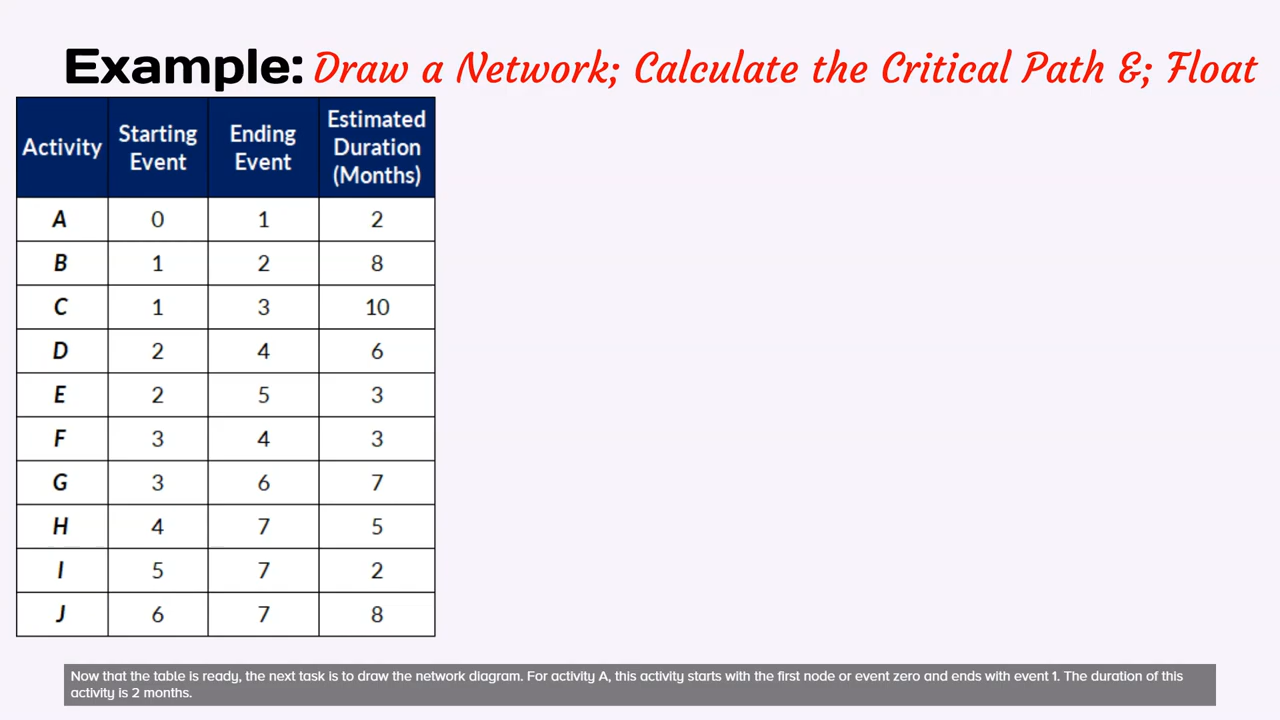 Example: Draw a Network; Calculate the Critical Path &; Float
Activity Starting Event Ending Event Estimated Duration (Months)
A 0 1 2
B 1 2 8
C 1 3 10
D 2 4 6
E 2 5 3
F 3 4 3
G 3 6 7
H 4 7 5
I 5 7 2
J 6 7 8
Now that the table is ready, the next task is to draw the network diagram. For activity A, this activity starts with the first node or event zero and ends with event 1. The duration of this
activity is 2 months.